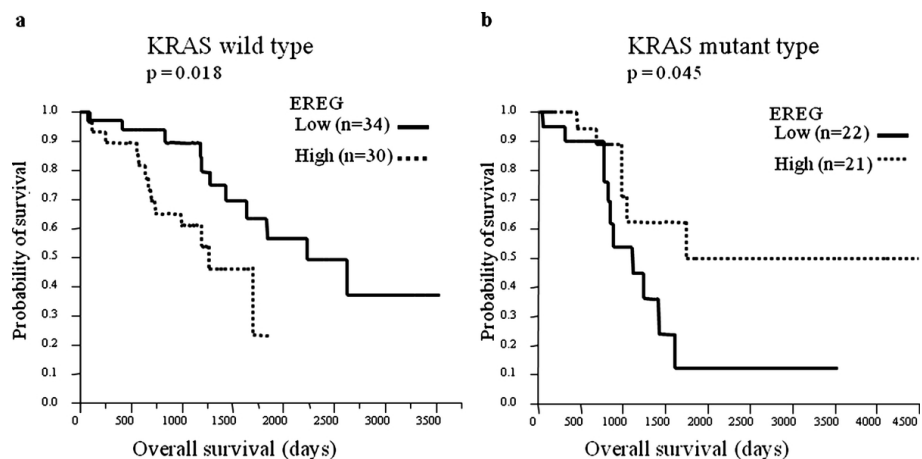 a
KRAS wild type
p=0.018
EREG
Low (n=34)
High (n=30)
Probability of survival
1.0
0.9
0.8
0.7
0.6
0.5
0.4
0.3
0.2
0.1
0.0
0 500 1000 1500 2000 2500 3000 3500
Overall survival (days)
b
KRAS mutant type
p=0.045
EREG
Low (n=22)
High (n=21)
Probability of survival
1.0
0.9
0.8
0.7
0.6
0.5
0.4
0.3
0.2
0.1
0.0
0 500 1000 1500 2000 2500 3000 3500 4000 4500
Overall survival (days)